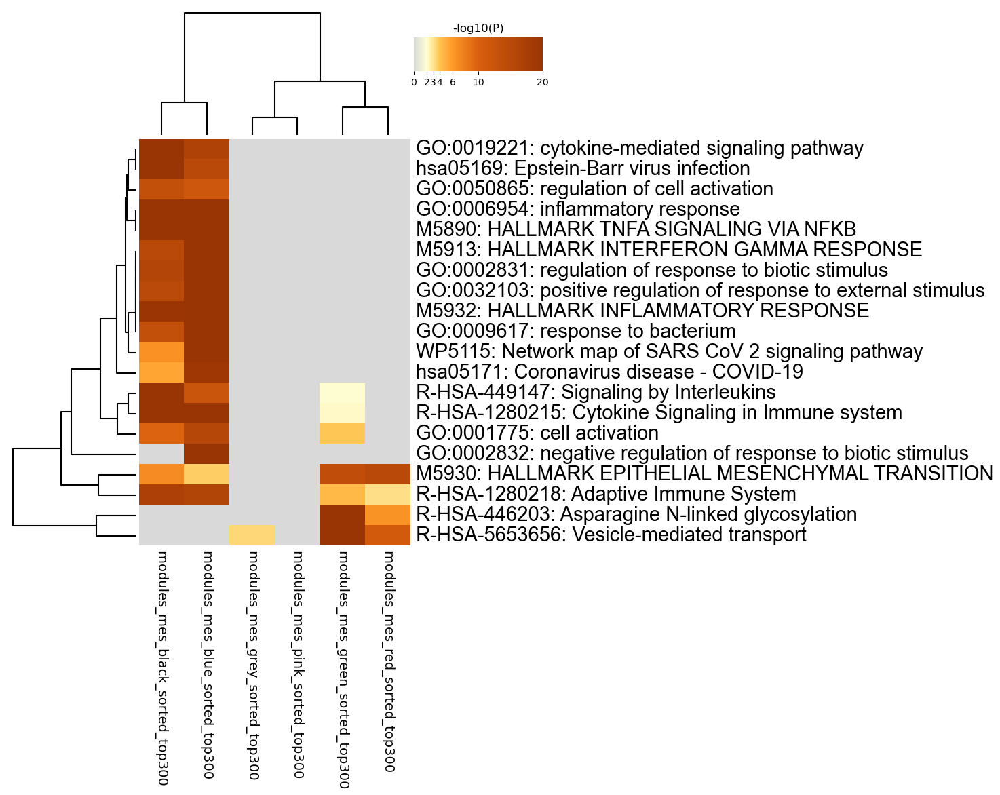 -log10(P)
0 2 3 4 6 10 20
GO:0019221: cytokine-mediated signaling pathway
hsa05169: Epstein-Barr virus infection
GO:0050865: regulation of cell activation
GO:0006954: inflammatory response
M5890: HALLMARK TNFA SIGNALING VIA NFKB
M5913: HALLMARK INTERFERON GAMMA RESPONSE
GO:0002831: regulation of response to biotic stimulus
GO:0032103: positive regulation of response to external stimulus
M5932: HALLMARK INFLAMMATORY RESPONSE
GO:0009617: response to bacterium
WP5115: Network map of SARS CoV 2 signaling pathway
hsa05171: Coronavirus disease - COVID-19
R-HSA-449147: Signaling by Interleukins
R-HSA-1280215: Cytokine Signaling in Immune system
GO:0001775: cell activation
GO:0002832: negative regulation of response to biotic stimulus
M5930: HALLMARK EPITHELIAL MESENCHYMAL TRANSITION
R-HSA-1280218: Adaptive Immune System
R-HSA-446203: Asparagine N-linked glycosylation
R-HSA-5653656: Vesicle-mediated transport
modules_mes_black_sorted_top300
modules_mes_blue_sorted_top300
modules_mes_grey_sorted_top300
modules_mes_pink_sorted_top300
modules_mes_green_sorted_top300
modules_mes_red_sorted_top300